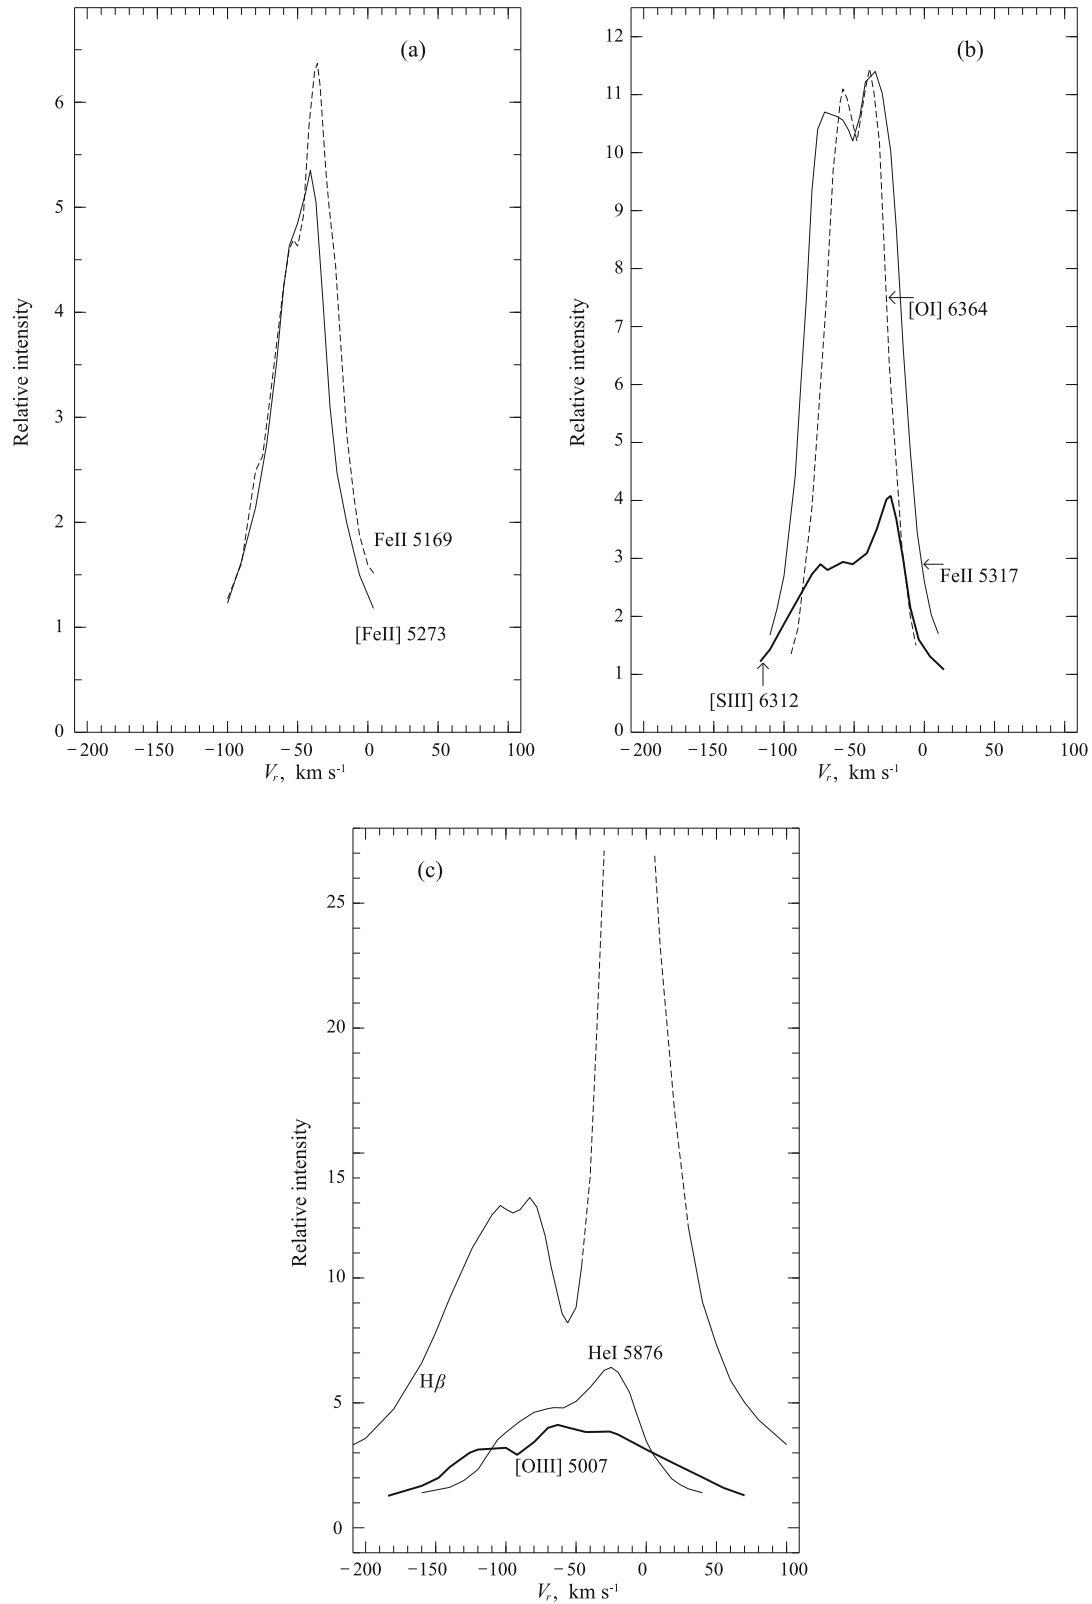 (a)
6
5
4
3
2
1
0
Relative intensity
FeII 5169
[FeII] 5273
−200 −150 −100 −50 0 50 100
Vr, km s-1
(b)
12
11
10
9
8
7
6
5
4
3
2
1
0
Relative intensity
[OI] 6364
FeII 5317
[SIII] 6312
−200 −150 −100 −50 0 50 100
Vr, km s-1
(c)
25
20
15
10
5
0
Relative intensity
HeI 5876
Hβ
[OIII] 5007
−200 −150 −100 −50 0 50 100
Vr, km s-1